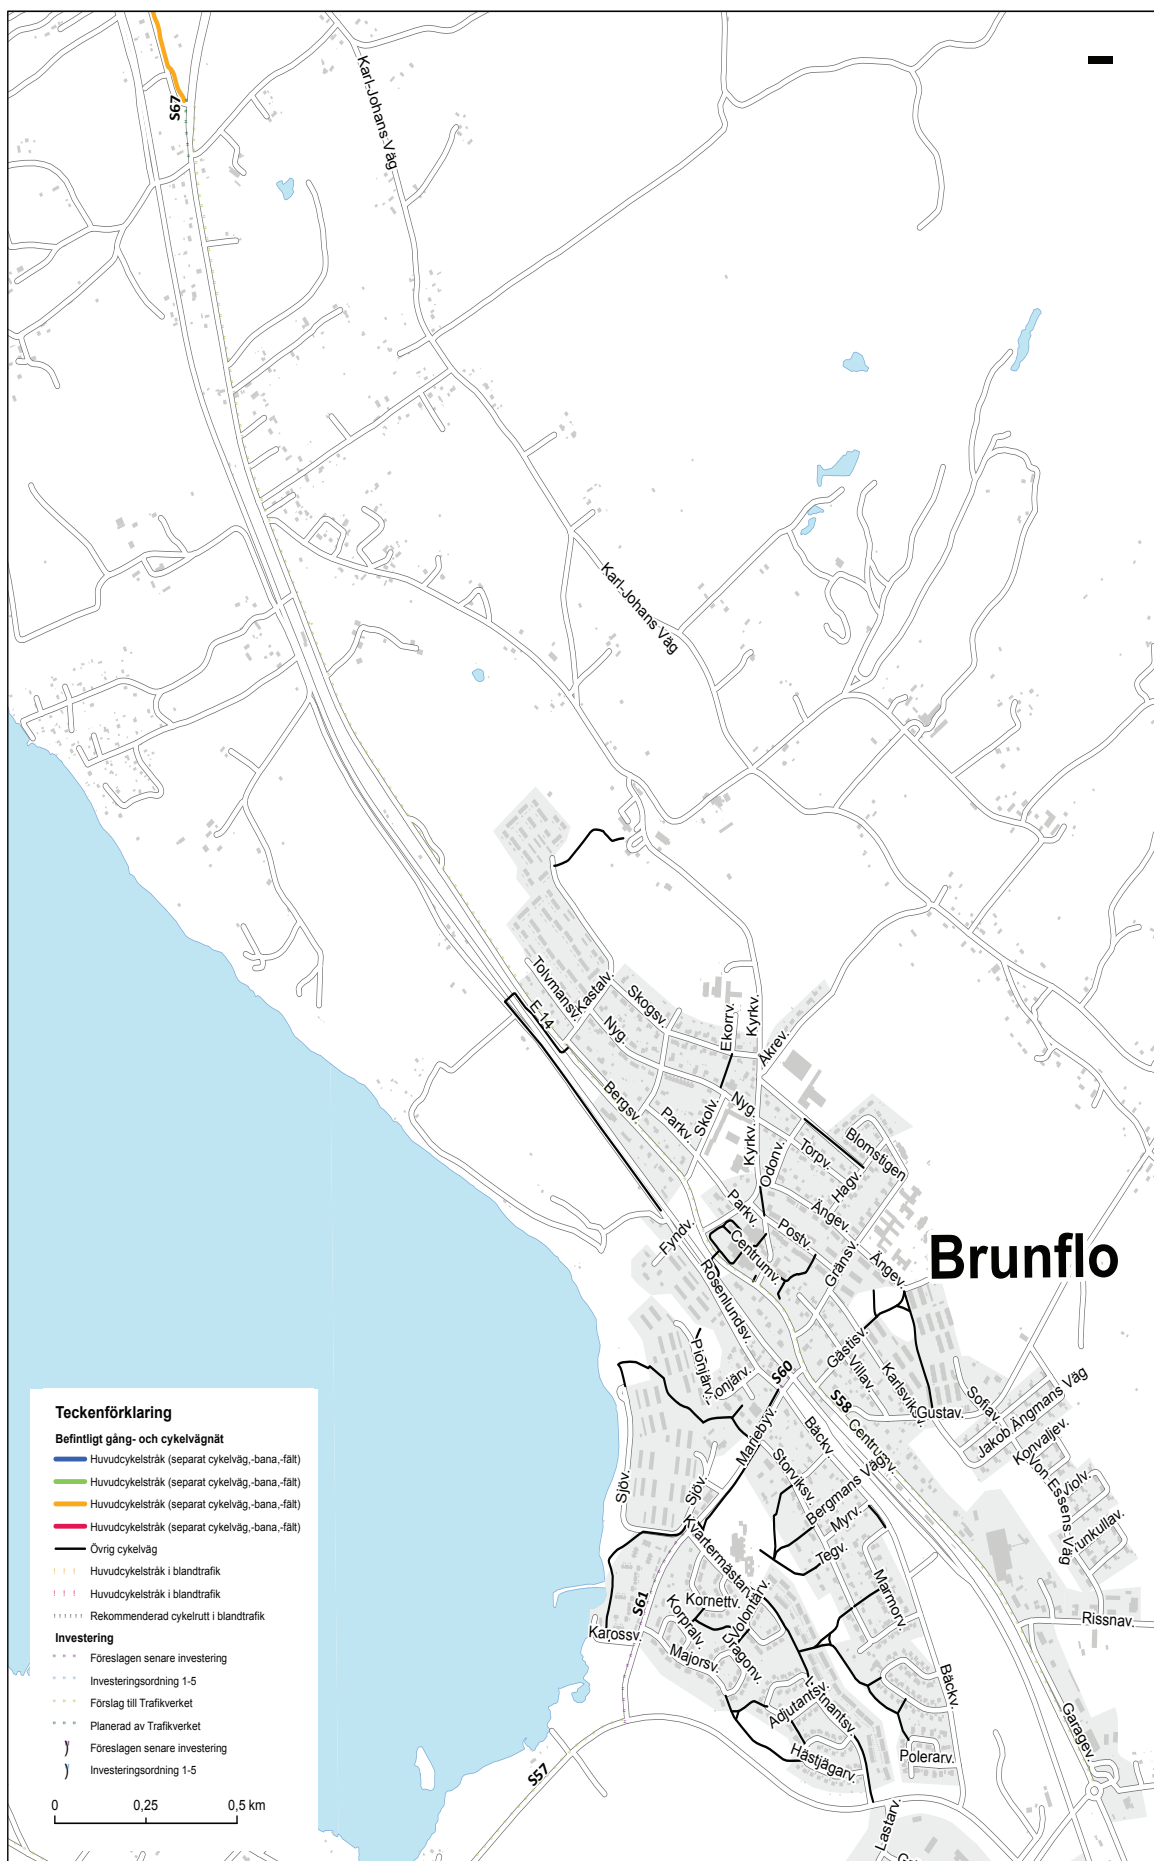 S67
Karl-Johans Väg
Karl-Johans Väg
Tolvmansv.
Kastalv.
Skogsv.
E 14
Nyg.
Ekorrv.
Kyrkv.
Åkrev.
Bergsv.
Parkv.
Skolv.
Nyg.
Kyrkv.
Odonv.
Torpv.
Blomstigen
Hagv.
Parkv.
Ängev.
Fyndv.
Centrumv.
Postv.
Gränsv.
Ängev.
Brunflo
Rosenlundsv.
Pionjärv.
onjärv.
S60
Gästisv.
Villav.
Karlsvikv.
S58
Centrumv.
Gustav.
Sofiav.
Jakob Ängmans Väg
Konvaljev.
Von Essens Väg
Violv.
unkullav.
Mariebyv.
Bäckv.
Storviksv.
Sjöv.
Sjöv.
Bergmans Väg
Myrv.
Tegv.
Kvartermästarv.
Marmorv.
S61
Kornettv.
Volontärv.
Korpralv.
Dragonv.
Karossv.
Majorsv.
Rissnav.
Bäckv.
Adjutantsv.
Garagev.
Hästjägarv.
Polerarv.
S57
Lastarv.
Teckenförklaring
Befintligt gång- och cykelvägnät
Huvudcykelstråk (separat cykelväg,-bana,-fält)
Huvudcykelstråk (separat cykelväg,-bana,-fält)
Huvudcykelstråk (separat cykelväg,-bana,-fält)
Huvudcykelstråk (separat cykelväg,-bana,-fält)
Övrig cykelväg
Huvudcykelstråk i blandtrafik
Huvudcykelstråk i blandtrafik
Rekommenderad cykelrutt i blandtrafik
Investering
Föreslagen senare investering
Investeringsordning 1-5
Förslag till Trafikverket
Planerad av Trafikverket
Föreslagen senare investering
Investeringsordning 1-5
0 0,25 0,5 km